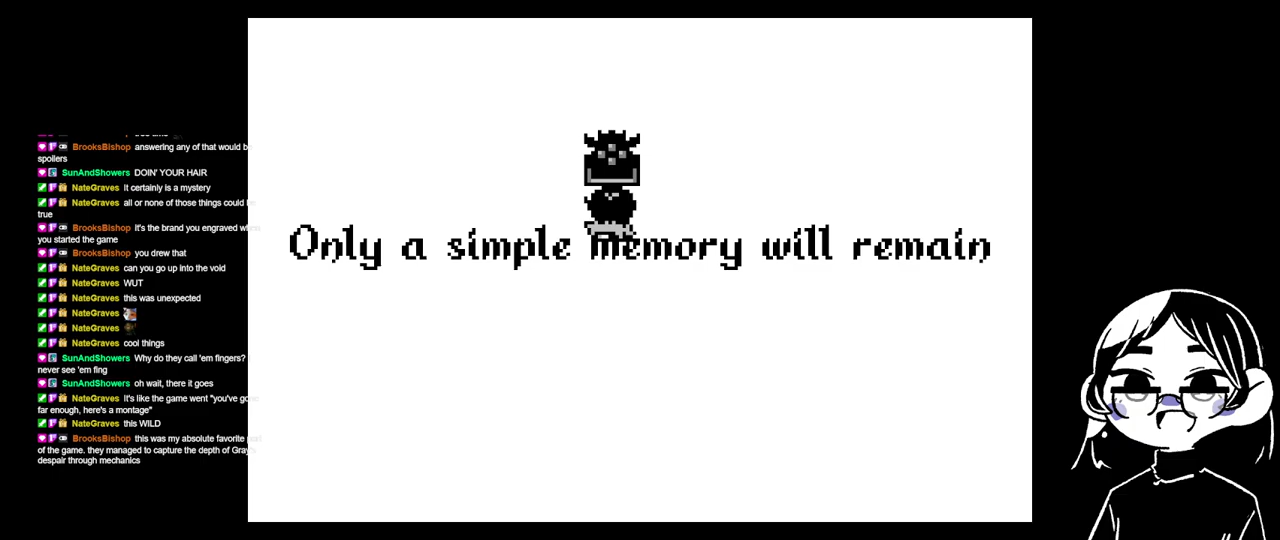 BrooksBishop answering any of that would b
spoilers
SunAndShowers DOIN' YOUR HAIR
NateGraves It certainly is a mystery
NateGraves all or none of those things could be
true
BrooksBishop it's the brand you engraved when
you started the game
BrooksBishop you drew that
NateGraves can you go up into the void
NateGraves WUT
NateGraves this was unexpected
NateGraves
NateGraves
NateGraves cool things
SunAndShowers Why do they call 'em fingers? I
never see 'em fing
SunAndShowers oh wait, there it goes
NateGraves It's like the game went "you've gone
far enough, here's a montage"
NateGraves this WILD
BrooksBishop this was my absolute favorite part
of the game. they managed to capture the depth of Gray's
despair through mechanics
Only a simple memory will remain